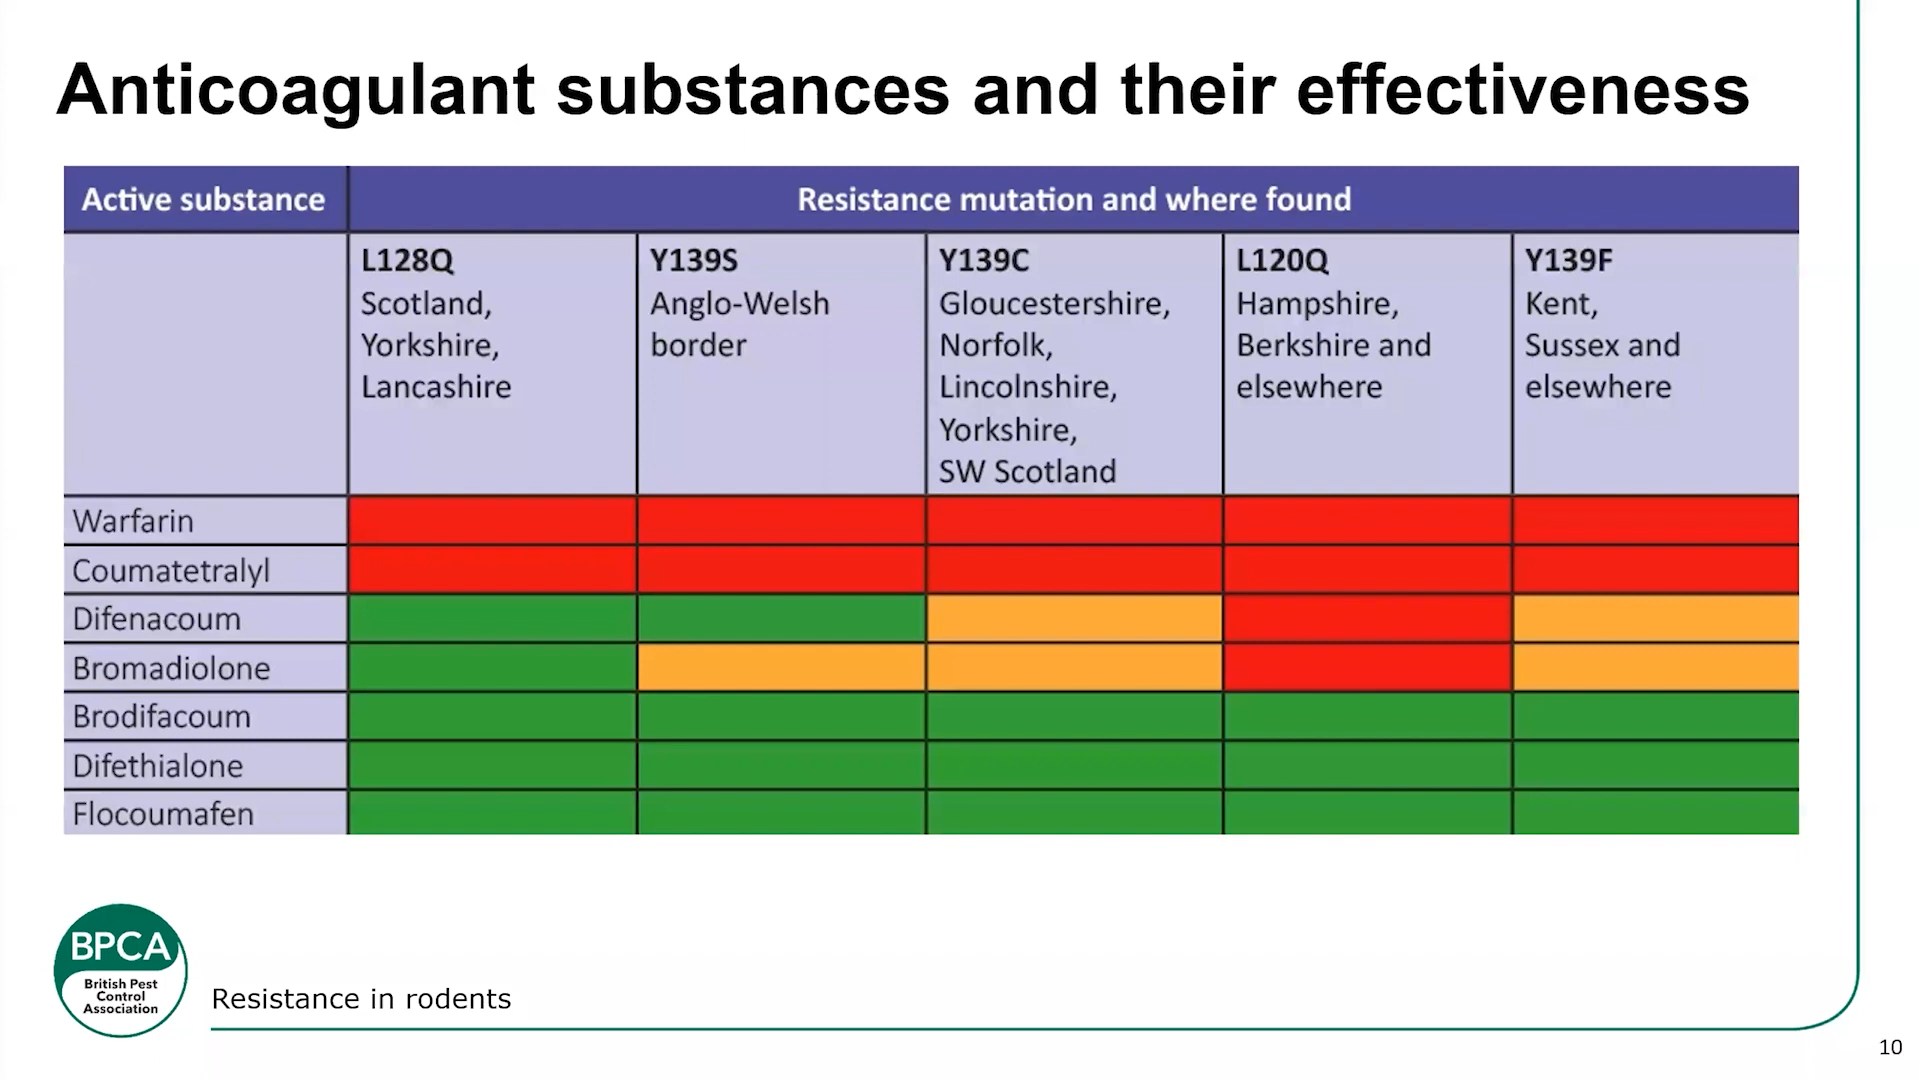 Anticoagulant substances and their effectiveness
Active substance
Resistance mutation and where found
L128Q
Scotland,
Yorkshire,
Lancashire
Y139S
Anglo-Welsh
border
Y139C
Gloucestershire,
Norfolk,
Lincolnshire,
Yorkshire,
SW Scotland
L120Q
Hampshire,
Berkshire and
elsewhere
Y139F
Kent,
Sussex and
elsewhere
Warfarin
Coumatetralyl
Difenacoum
Bromadiolone
Brodifacoum
Difethialone
Flocoumafen
BPCA
British Pest
Control
Association
Resistance in rodents
10